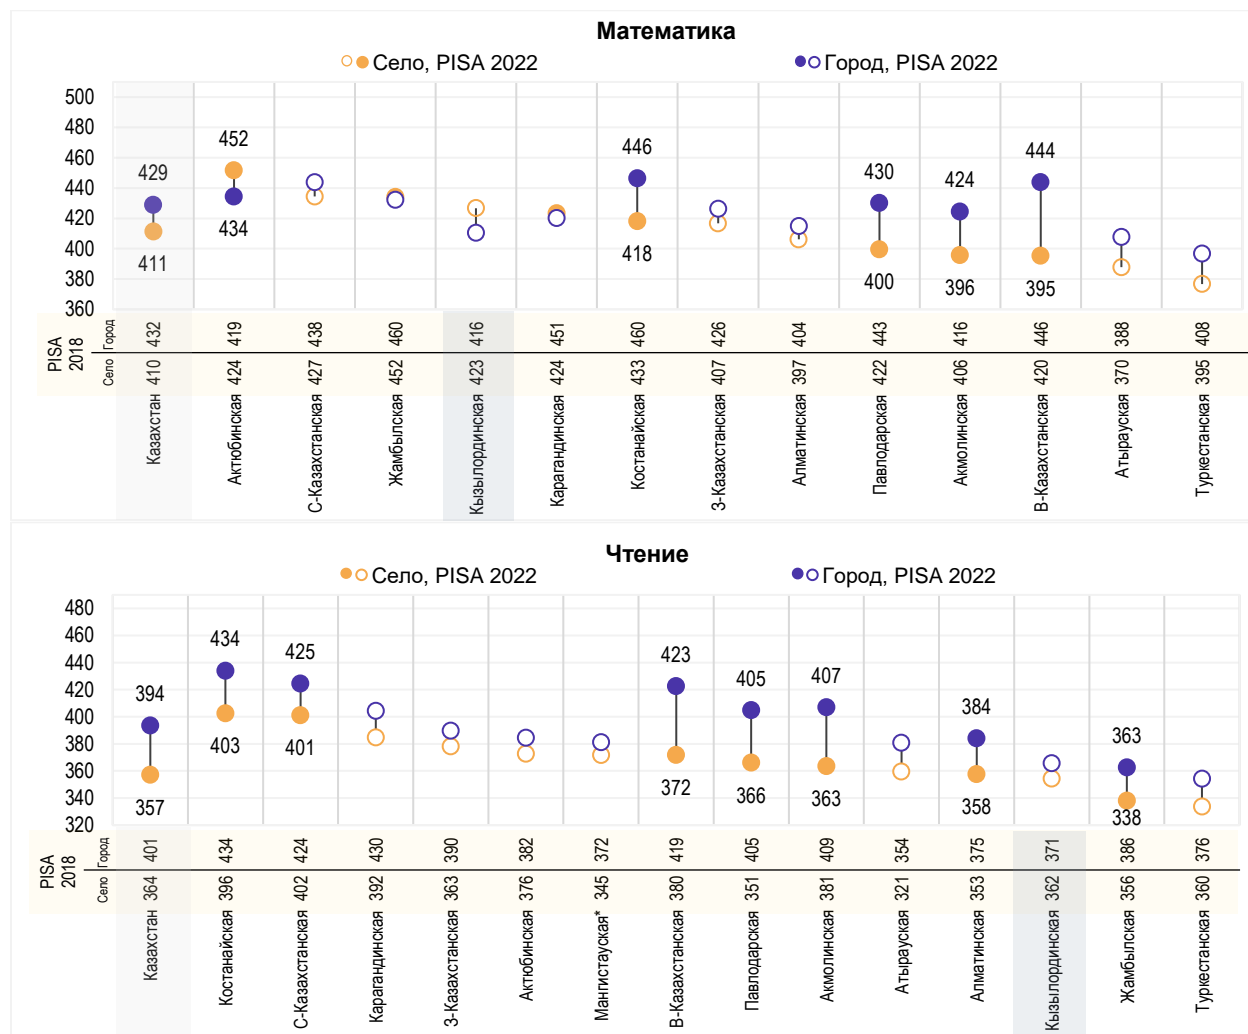 Математика
Село, PISA 2022
Город, PISA 2022
500
480
460
440
420
400
380
360
429
411
452
434
446
418
430
400
424
396
444
395
PISA 2018
Город 432 419 438 460 416 451 460 426 404 443 416 446 388 408
Село 410 424 427 452 423 424 433 407 397 422 406 420 370 395
Казахстан
Актюбинская
С-Казахстанская
Жамбылская
Кызылординская
Карагандинская
Костанайская
З-Казахстанская
Алматинская
Павлодарская
Акмолинская
В-Казахстанская
Атырауская
Туркестанская
Чтение
Село, PISA 2022
Город, PISA 2022
480
460
440
420
400
380
360
340
320
394
357
434
403
425
401
423
372
405
366
407
363
384
358
363
338
PISA 2018
Город 401 434 424 430 390 382 372 419 405 409 354 375 371 386 376
Село 364 396 402 392 363 376 345 380 351 381 321 353 362 356 360
Казахстан
Костанайская
С-Казахстанская
Карагандинская
З-Казахстанская
Актюбинская
Мангистауская*
В-Казахстанская
Павлодарская
Акмолинская
Атырауская
Алматинская
Кызылординская
Жамбылская
Туркестанская